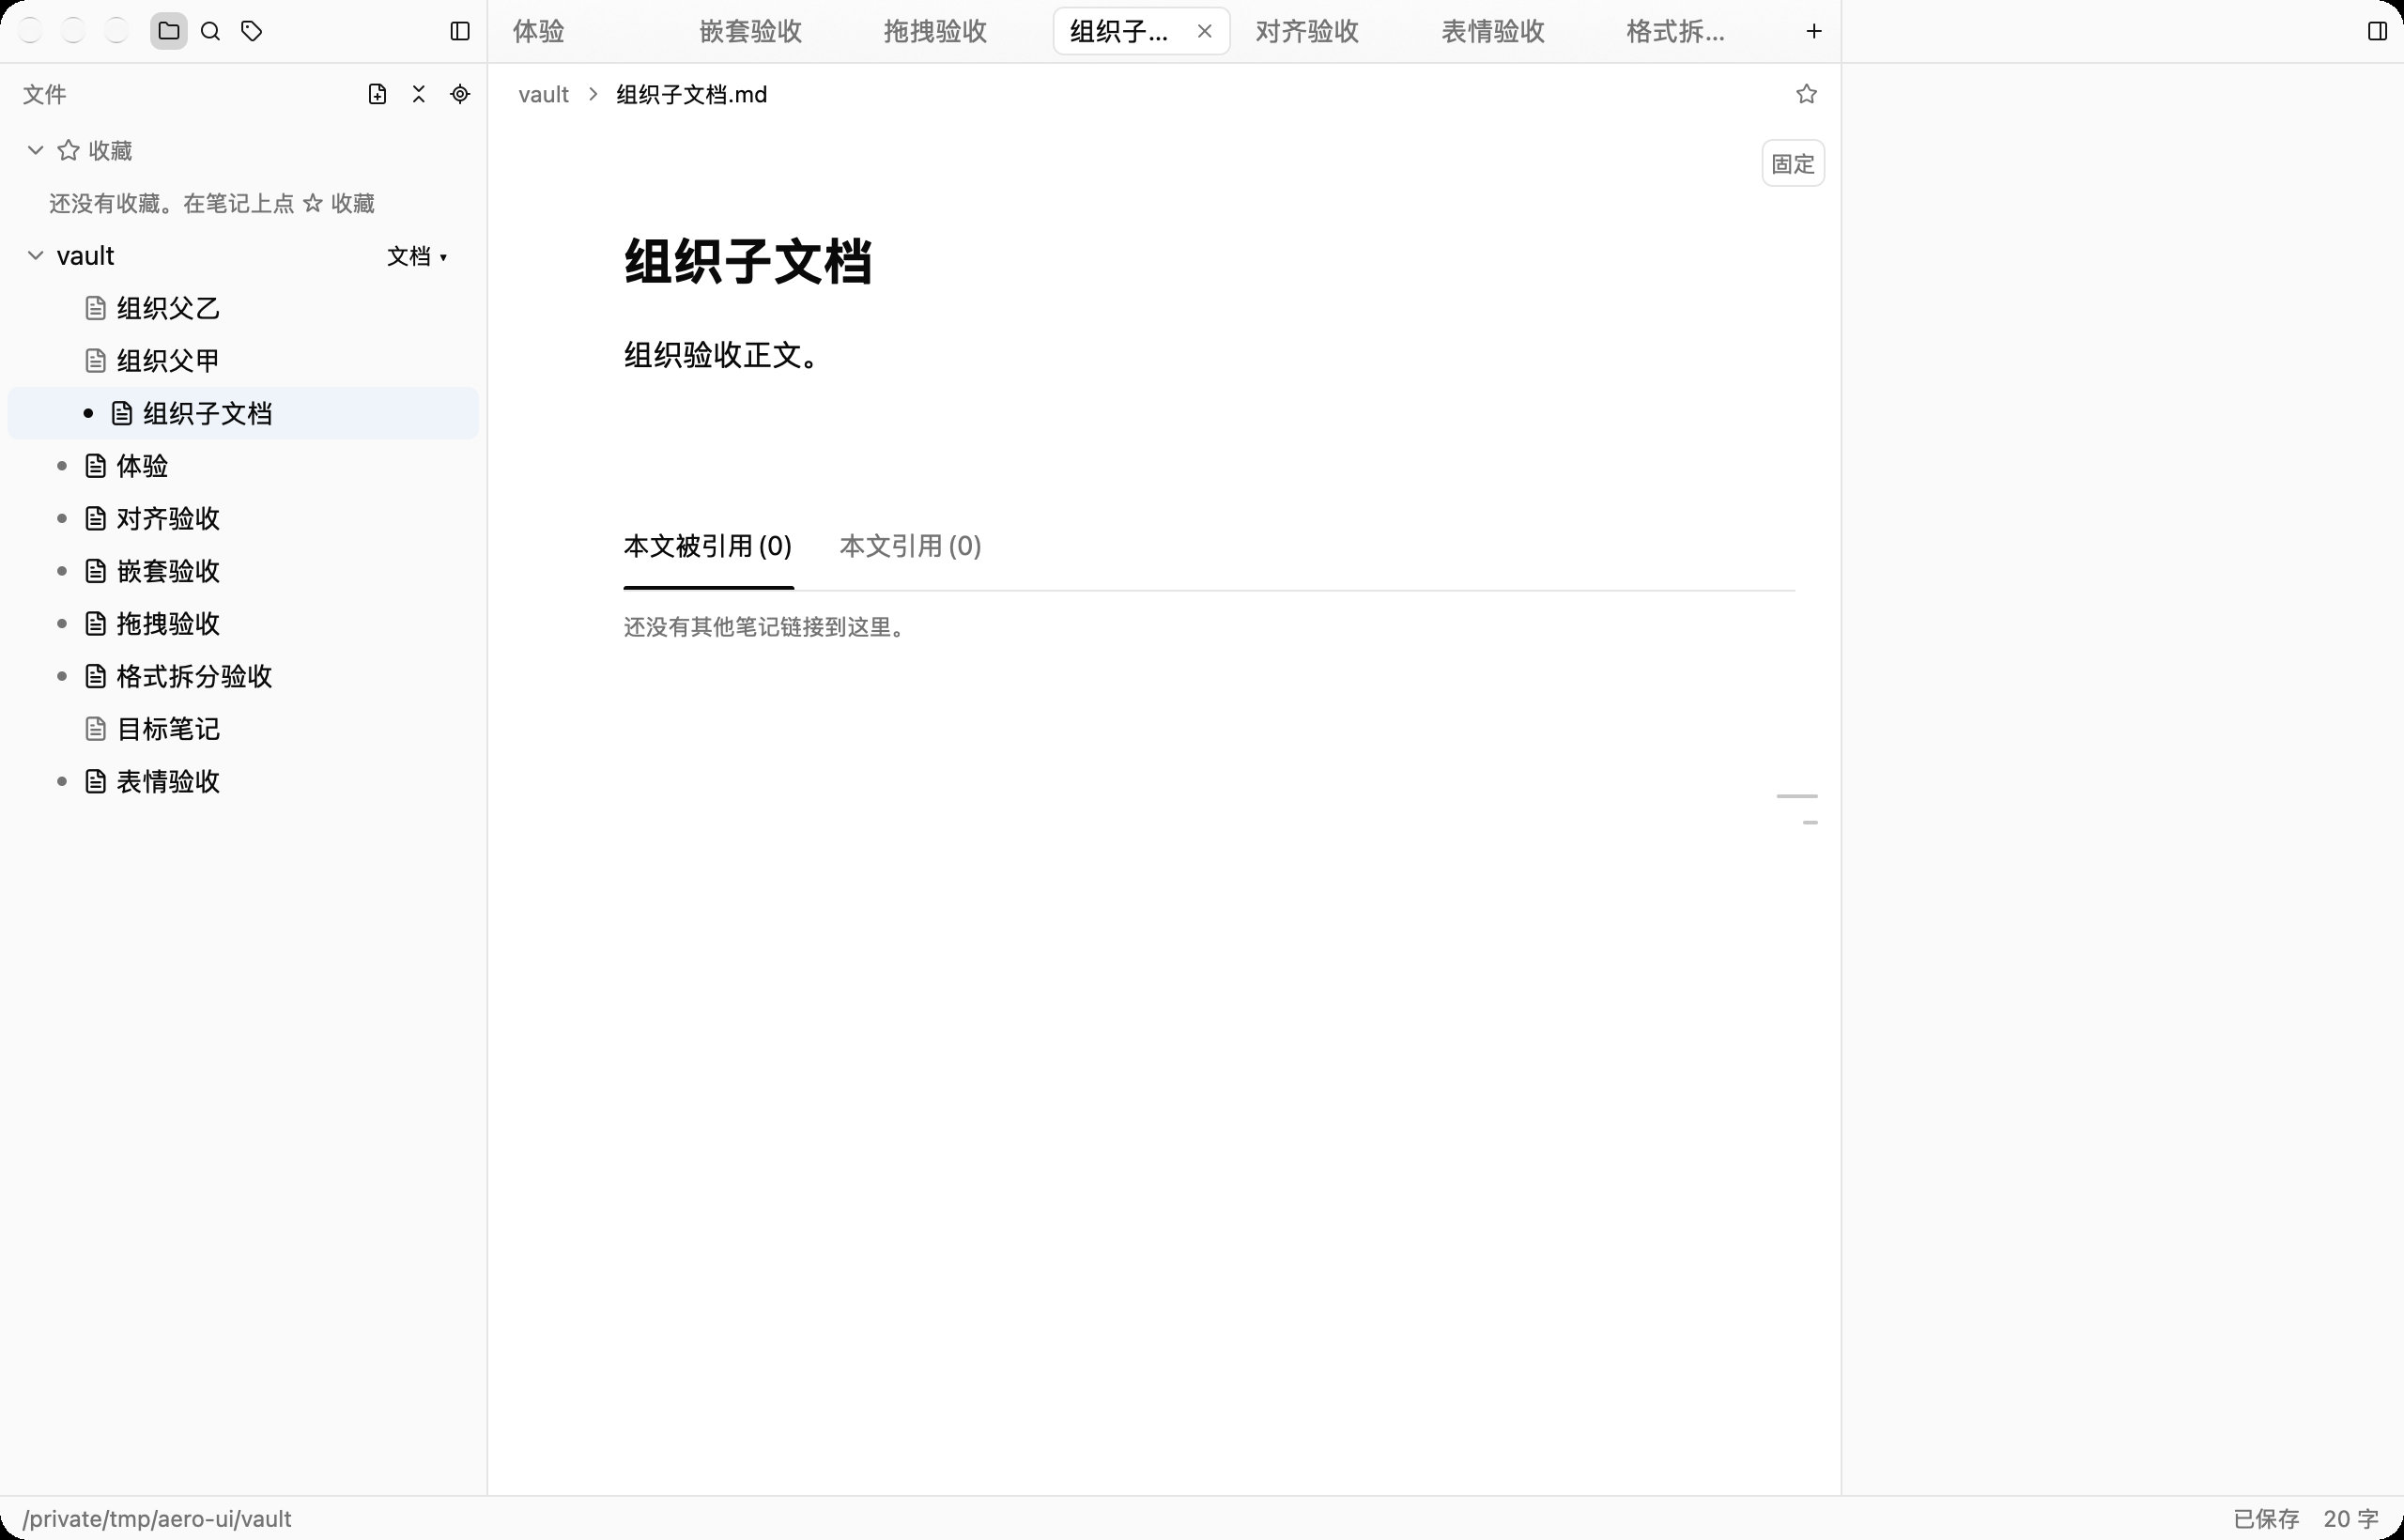 体验 嵌套验收 拖拽验收 组织子... 对齐验收 表情验收 格式拆...
文件
vault 组织子文档.md
收藏
固定
还没有收藏。在笔记上点 ☆ 收藏
vault 文档
组织父乙
组织父甲
组织子文档
体验
对齐验收
嵌套验收
拖拽验收
格式拆分验收
目标笔记
表情验收
组织子文档
组织验收正文。
本文被引用 (0) 本文引用 (0)
还没有其他笔记链接到这里。
/private/tmp/aero-ui/vault 已保存 20 字